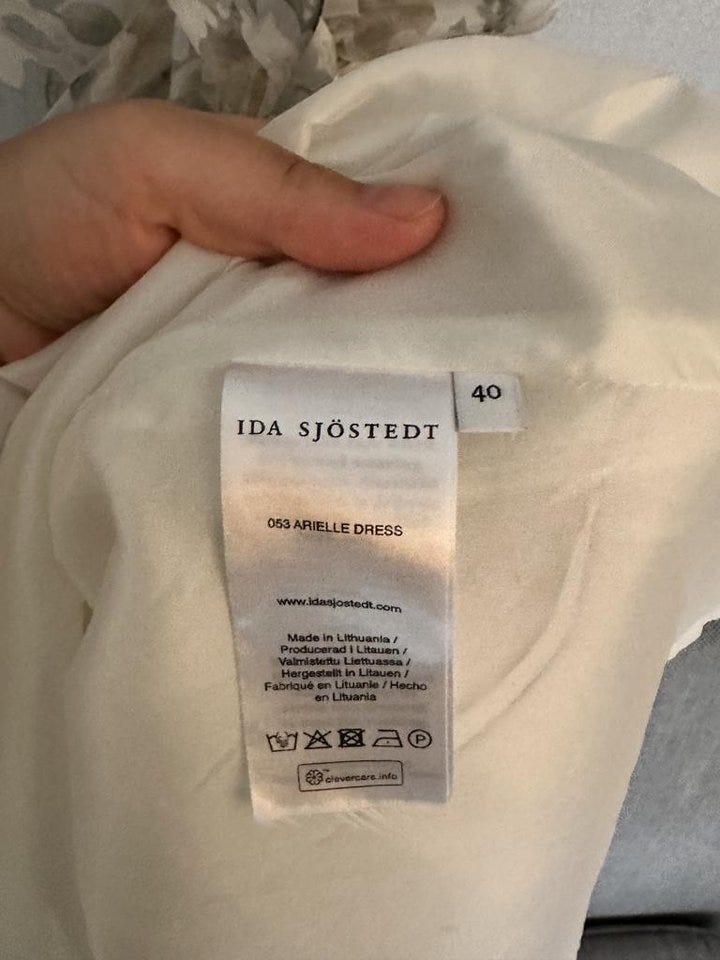 IDA SJÖSTEDT
40
053 ARIELLE DRESS
www.idasjostedt.com
Made in Lithuania /
Producerad i Litauen /
Valmistettu Liettuassa /
Hergestellt in Litauen /
Fabriqué en Lituanie / Hecho
en Lituania
P
clevercare.info